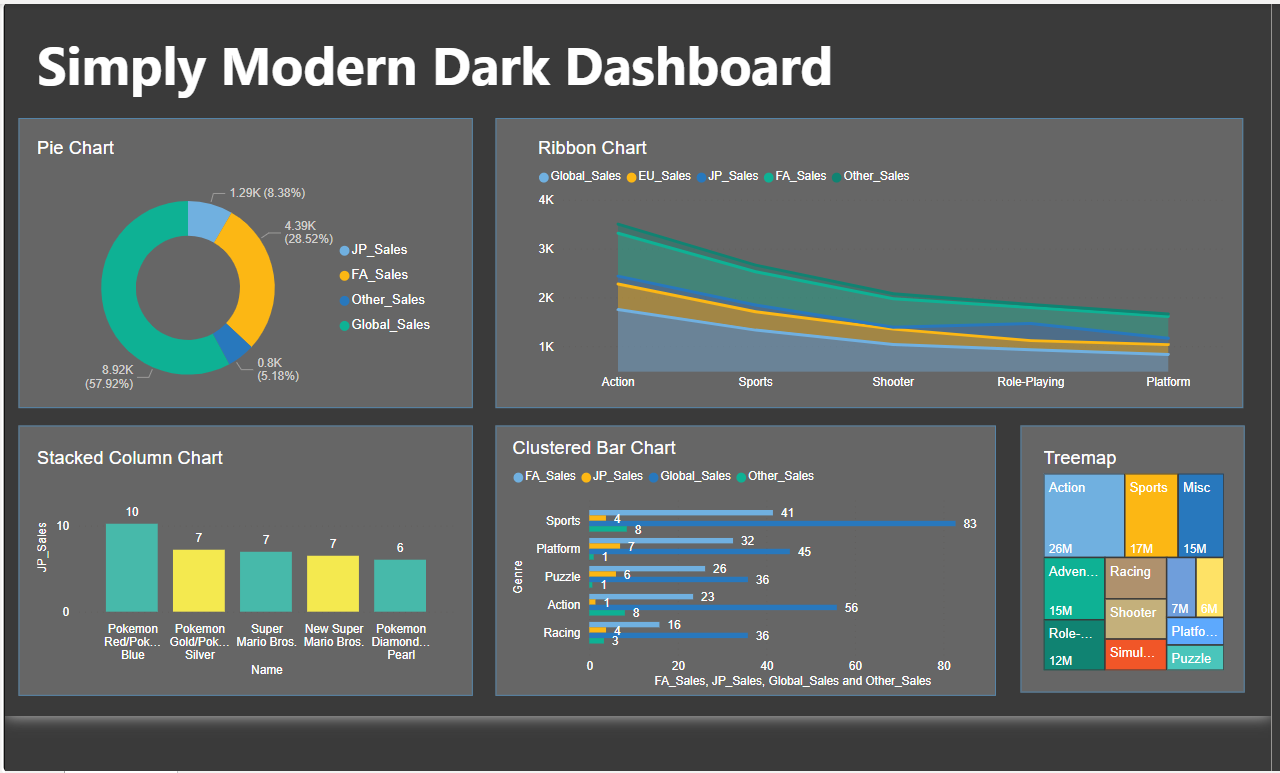 Simply Modern Dark Dashboard
Pie Chart
1.29K (8.38%)
4.39K
(28.52%)
JP_Sales
FA_Sales
Other_Sales
Global_Sales
0.8K
(5.18%)
8.92K
(57.92%)
Ribbon Chart
Global_Sales EU_Sales JP_Sales FA_Sales Other_Sales
4K
3K
2K
1K
Action Sports Shooter Role-Playing Platform
Stacked Column Chart
JP_Sales
10
0
10 7 7 7 6
Pokemon Pokemon Super New Super Pokemon
Red/Pok... Gold/Pok... Mario Bros. Mario Bros. Diamond...
Blue Silver Pearl
Name
Clustered Bar Chart
FA_Sales JP_Sales Global_Sales Other_Sales
Genre
Sports 41
4
83
8
Platform 32
7
45
1
Puzzle 26
6
36
1
Action 23
1
56
8
Racing 16
4
36
3
0 20 40 60 80
FA_Sales, JP_Sales, Global_Sales and Other_Sales
Treemap
Action Sports Misc
26M 17M 15M
Adven... Racing
15M 7M 6M
Shooter
Role-... Platfo...
12M Simul... Puzzle